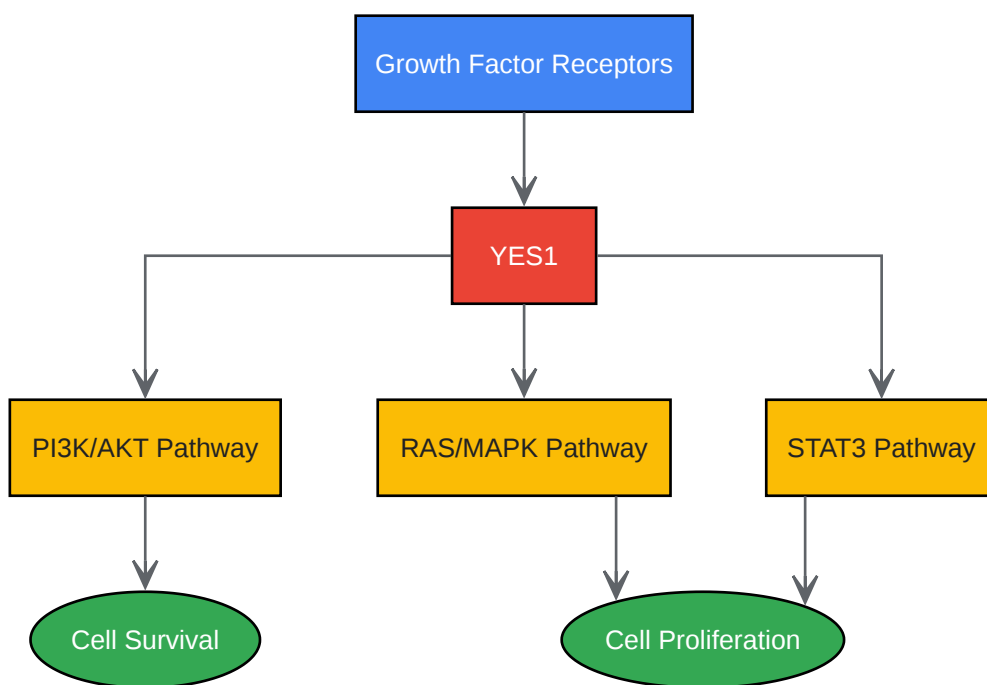 Growth Factor Receptors
YES1
PI3K/AKT Pathway
RAS/MAPK Pathway
STAT3 Pathway
Cell Survival
Cell Proliferation